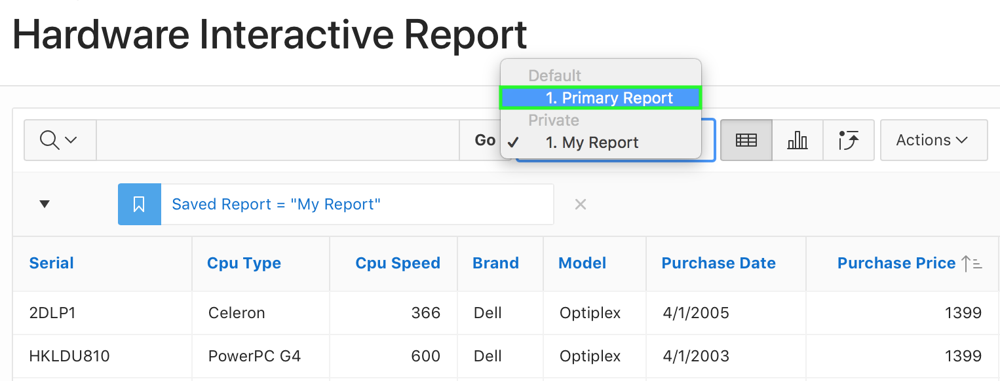 Hardware Interactive Report
Default
1. Primary Report
Private
✓ 1. My Report
Go
Actions
Saved Report = "My Report"
Serial Cpu Type Cpu Speed Brand Model Purchase Date Purchase Price
2DLP1 Celeron 366 Dell Optiplex 4/1/2005 1399
HKLDU810 PowerPC G4 600 Dell Optiplex 4/1/2003 1399